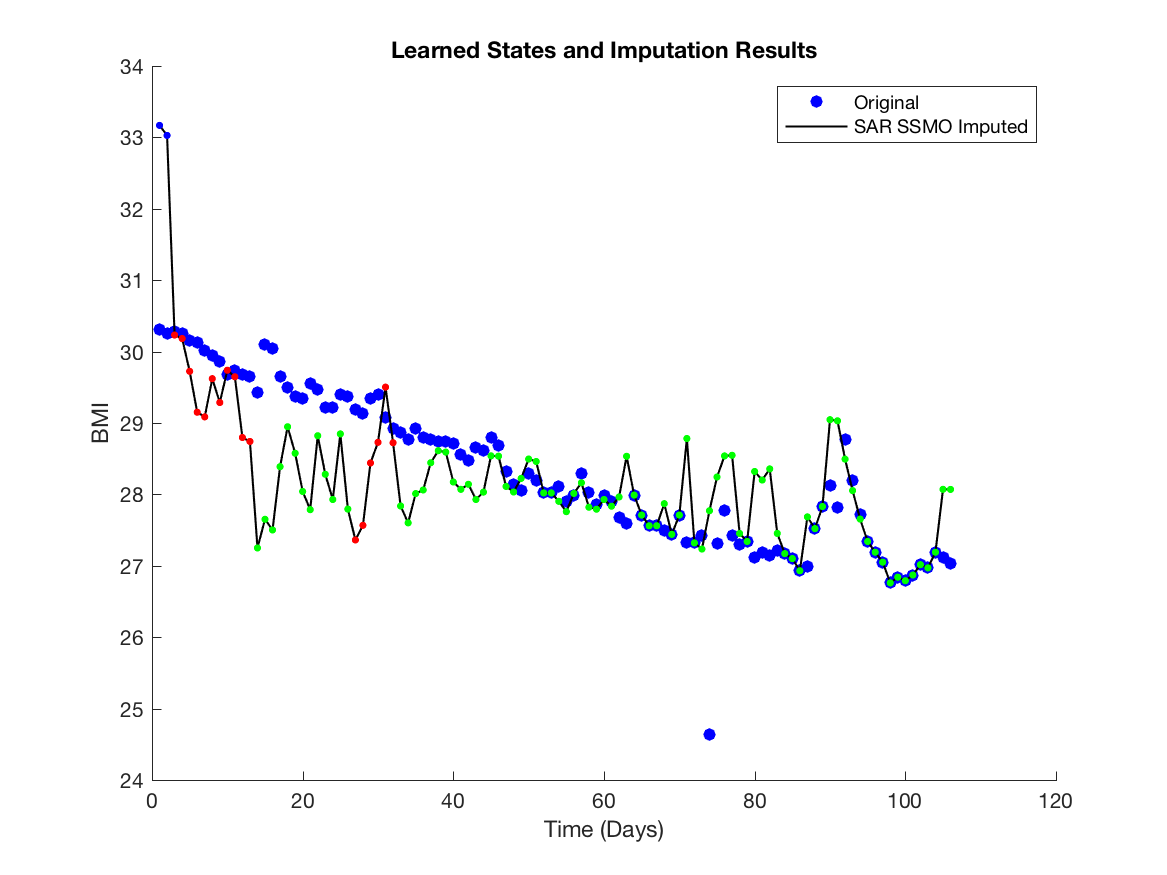 Learned States and Imputation Results
Original
SAR SSMO Imputed
BMI
34
33
32
31
30
29
28
27
26
25
24
0 20 40 60 80 100 120
Time (Days)